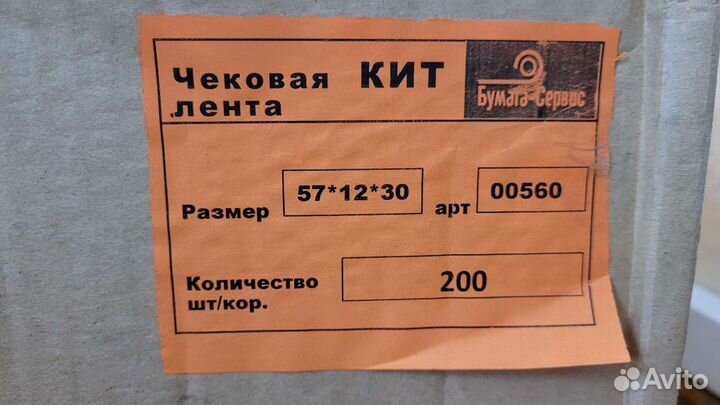 Чековая КИТ
лента
Бумага-Сервис
Размер 57*12*30 арт 00560
Количество 200
шт/кор.
Avito